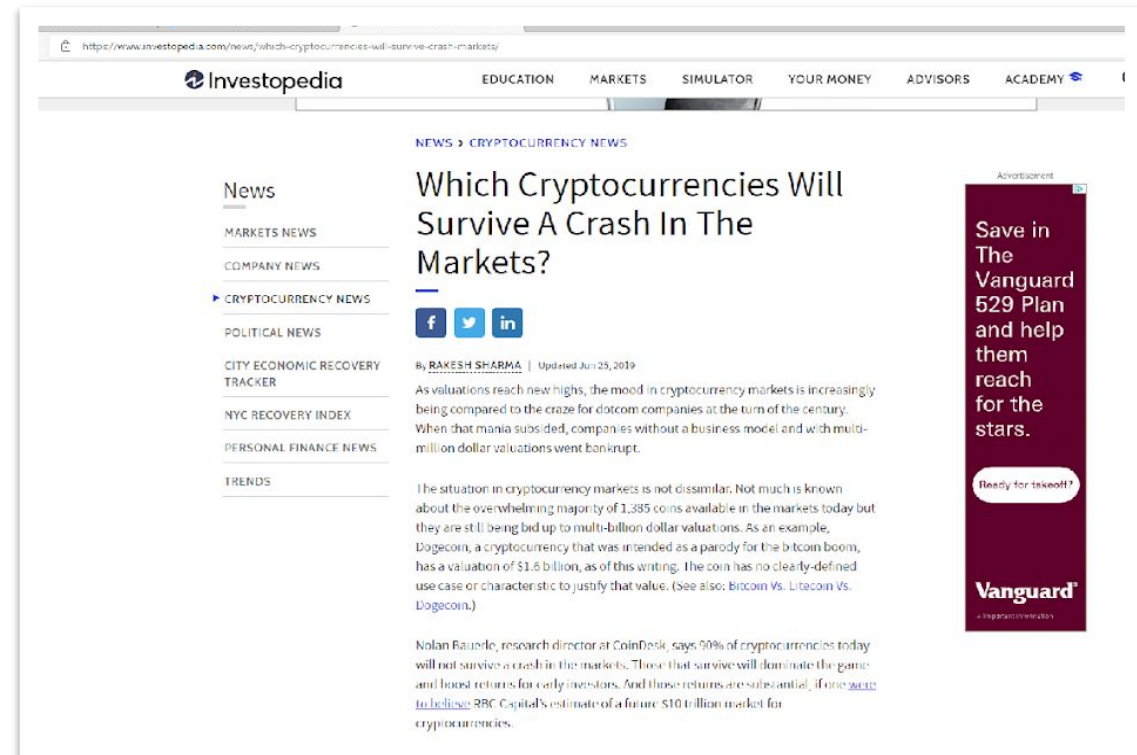 https://www.investopedia.com/news/which-cryptocurrencies-will-survive-crash-markets/
Investopedia
EDUCATION MARKETS SIMULATOR YOUR MONEY ADVISORS ACADEMY
NEWS > CRYPTOCURRENCY NEWS
News
MARKETS NEWS
COMPANY NEWS
CRYPTOCURRENCY NEWS
POLITICAL NEWS
CITY ECONOMIC RECOVERY
TRACKER
NYC RECOVERY INDEX
PERSONAL FINANCE NEWS
TRENDS
Which Cryptocurrencies Will
Survive A Crash In The
Markets?
By RAKESH SHARMA | Updated Jun 25, 2019
As valuations reach new highs, the mood in cryptocurrency markets is increasingly
being compared to the craze for dotcom companies at the turn of the century.
When that mania subsided, companies without a business model and with multi-
million dollar valuations went bankrupt.
The situation in cryptocurrency markets is not dissimilar. Not much is known
about the overwhelming majority of 1,385 coins available in the markets today but
they are still being bid up to multi-billion dollar valuations. As an example,
Dogecoin, a cryptocurrency that was intended as a parody for the bitcoin boom,
has a valuation of $1.6 billion, as of this writing. The coin has no clearly-defined
use case or characteristic to justify that value. (See also: Bitcoin Vs. Litecoin Vs.
Dogecoin.)
Nolan Bauerle, research director at CoinDesk, says 90% of cryptocurrencies today
will not survive a crash in the markets. Those that survive will dominate the game
and boost returns for early investors. And those returns are substantial, if one were
to believe RBC Capital's estimate of a future $10 trillion market for
cryptocurrencies.
Advertisement
Save in
The
Vanguard
529 Plan
and help
them
reach
for the
stars.
Ready for takeoff?
Vanguard
+ Important information